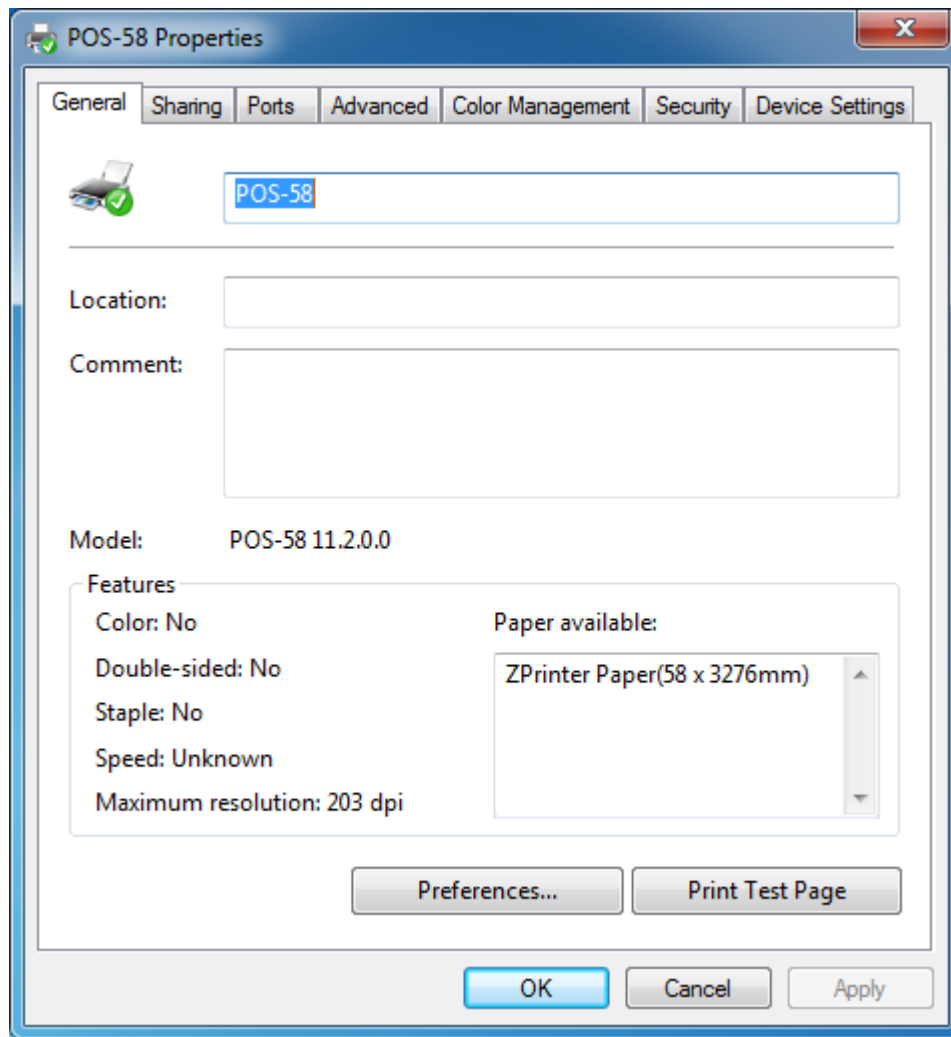 POS-58 Properties
General Sharing Ports Advanced Color Management Security Device Settings
POS-58
Location:
Comment:
Model: POS-58 11.2.0.0
Features
Color: No Paper available:
Double-sided: No ZPrinter Paper(58 x 3276mm)
Staple: No
Speed: Unknown
Maximum resolution: 203 dpi
Preferences... Print Test Page
OK Cancel Apply